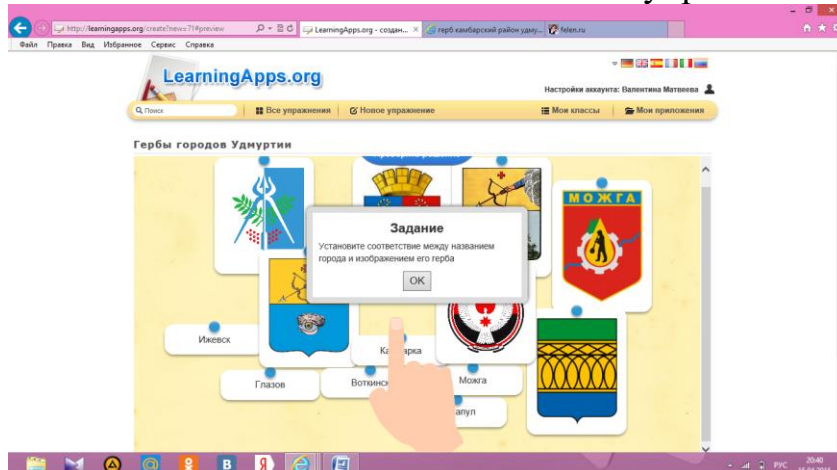 http://learningapps.org/create?new=71#preview
LearningApps.org - создан...
герб камбарский район удму...
felen.ru
Файл Правка Вид Избранное Сервис Справка
LearningApps.org
Настройки аккаунта: Валентина Матвеева
Поиск
Все упражнения
Новое упражнение
Мои классы
Мои приложения
Гербы городов Удмуртии
МОЖГА
Задание
Установите соответствие между названием
города и изображением его герба
OK
Ижевск
Глазов
Можга
РУС
20:40